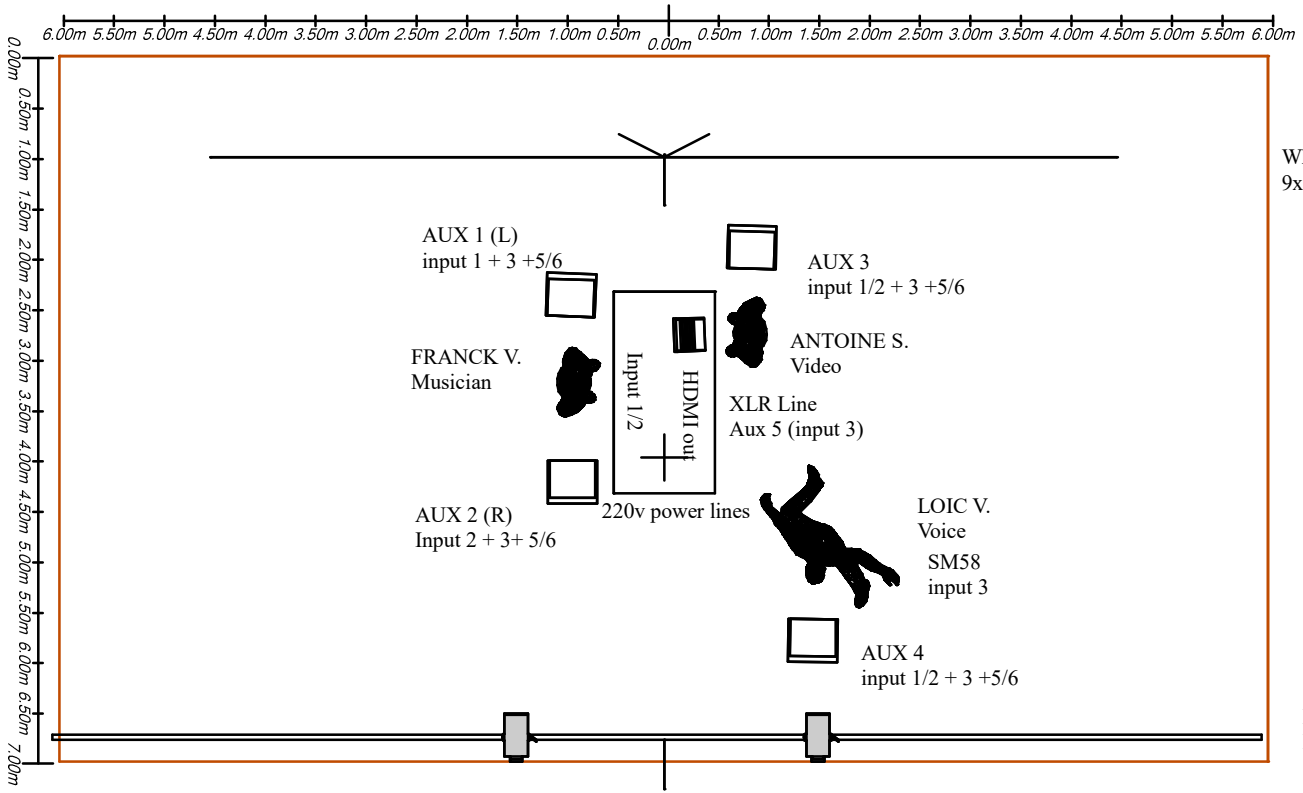 6.00m 5.50m 5.00m 4.50m 4.00m 3.50m 3.00m 2.50m 2.00m 1.50m 1.00m 0.50m 0.00m 0.50m 1.00m 1.50m 2.00m 2.50m 3.00m 3.50m 4.00m 4.50m 5.00m 5.50m 6.00m
0.00m 0.50m 1.00m 1.50m 2.00m 2.50m 3.00m 3.50m 4.00m 4.50m 5.00m 5.50m 6.00m 6.50m 7.00m
9x
AUX 1 (L)
input 1 + 3 +5/6
AUX 3
input 1/2 + 3 +5/6
FRANCK V.
Musician
Input 1/2
HDMI out
ANTOINE S.
Video
XLR Line
Aux 5 (input 3)
AUX 2 (R)
Input 2 + 3+ 5/6
220v power lines
LOIC V.
Voice
SM58
input 3
AUX 4
input 1/2 + 3 +5/6